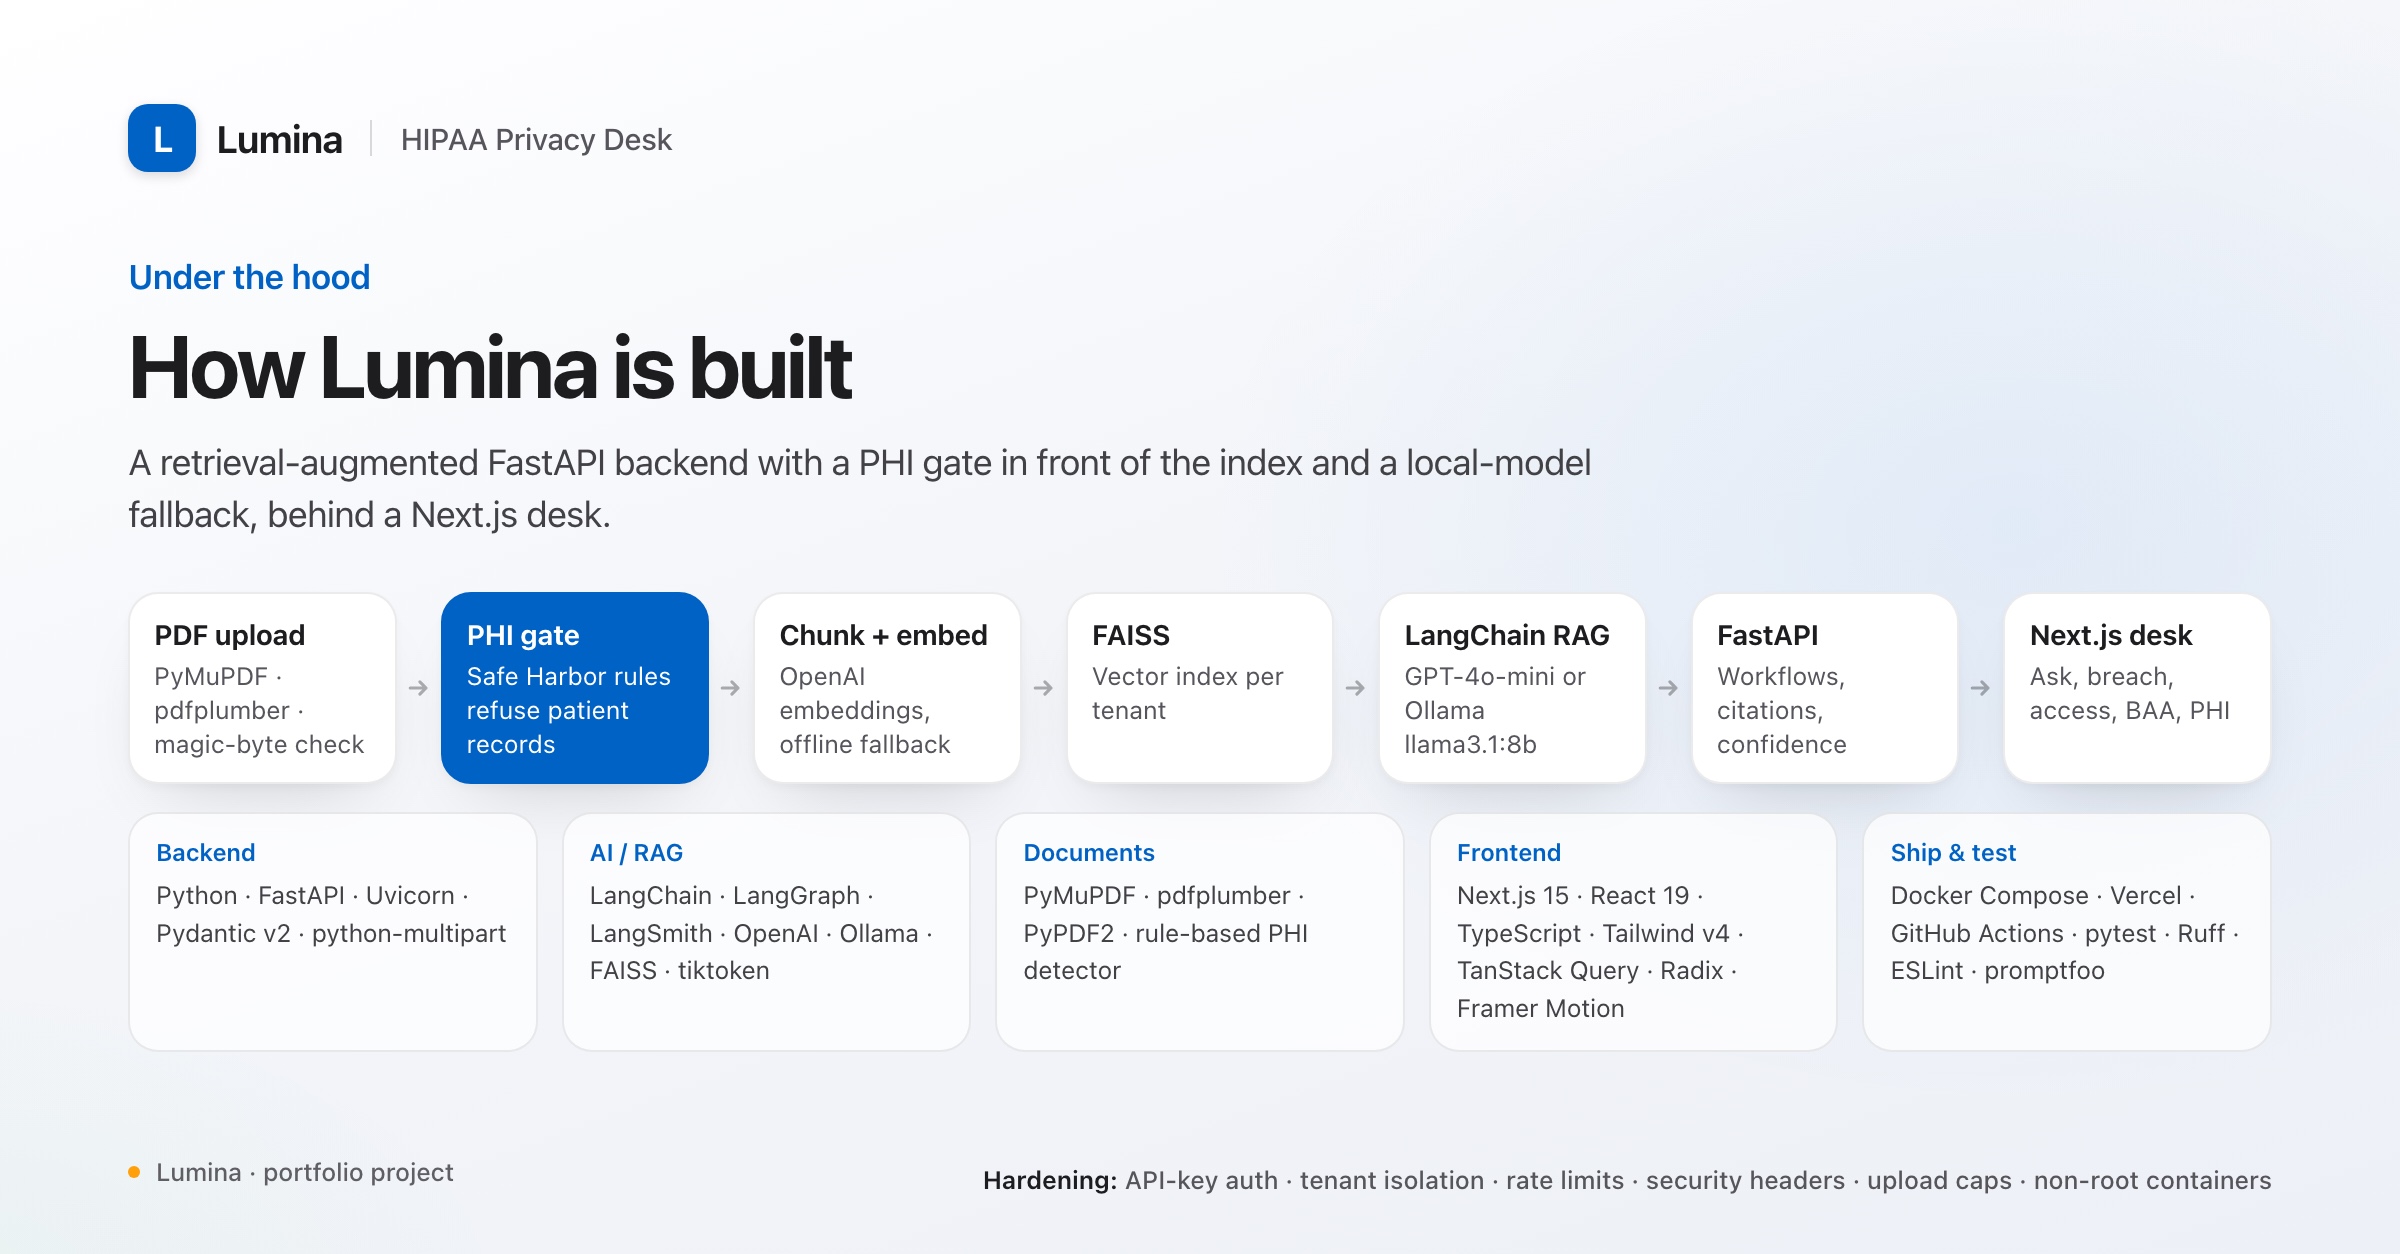 L Lumina HIPAA Privacy Desk
Under the hood
How Lumina is built
A retrieval-augmented FastAPI backend with a PHI gate in front of the index and a local-model
fallback, behind a Next.js desk.
PDF upload
PyMuPDF ·
pdfplumber ·
magic-byte check
→
PHI gate
Safe Harbor rules
refuse patient
records
→
Chunk + embed
OpenAI
embeddings,
offline fallback
→
FAISS
Vector index per
tenant
→
LangChain RAG
GPT-4o-mini or
Ollama
llama3.1:8b
→
FastAPI
Workflows,
citations,
confidence
→
Next.js desk
Ask, breach,
access, BAA, PHI
Backend
Python · FastAPI · Uvicorn ·
Pydantic v2 · python-multipart
AI / RAG
LangChain · LangGraph ·
LangSmith · OpenAI · Ollama ·
FAISS · tiktoken
Documents
PyMuPDF · pdfplumber ·
PyPDF2 · rule-based PHI
detector
Frontend
Next.js 15 · React 19 ·
TypeScript · Tailwind v4 ·
TanStack Query · Radix ·
Framer Motion
Ship & test
Docker Compose · Vercel ·
GitHub Actions · pytest · Ruff ·
ESLint · promptfoo
Lumina · portfolio project
Hardening: API-key auth · tenant isolation · rate limits · security headers · upload caps · non-root containers